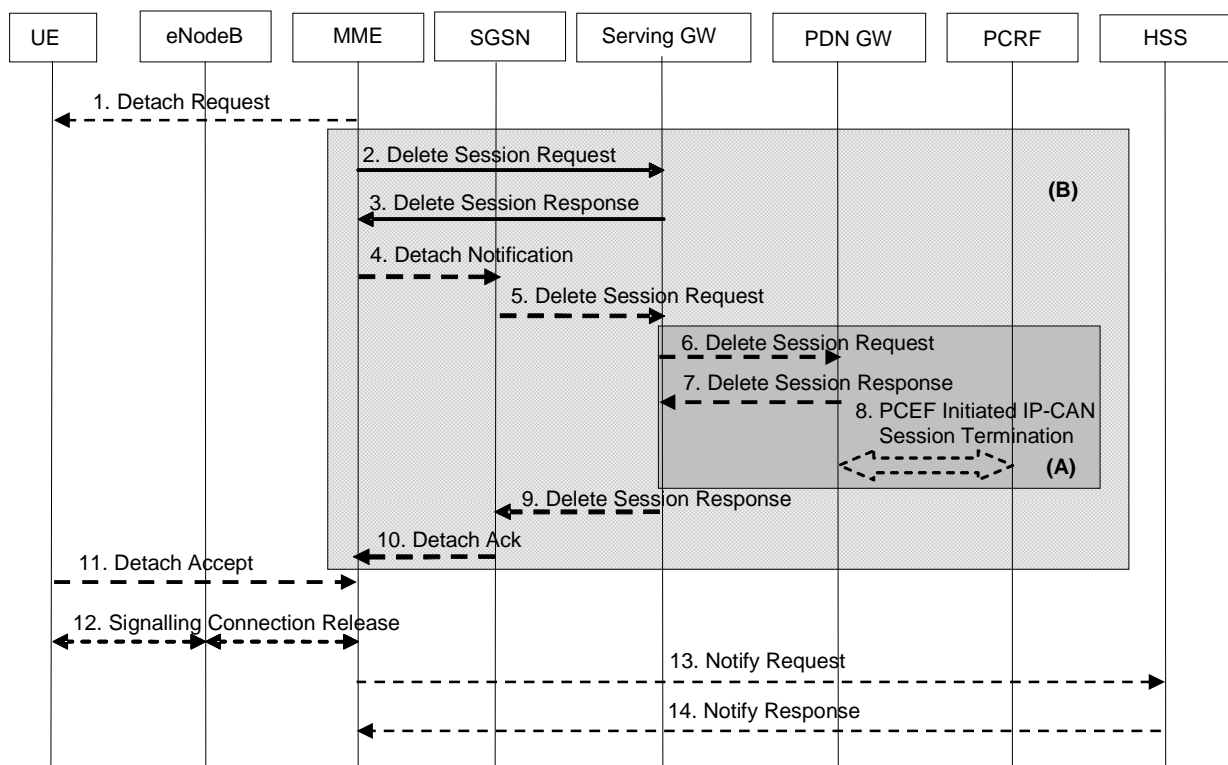 UE
eNodeB
MME
SGSN
Serving GW
PDN GW
PCRF
HSS
1. Detach Request
2. Delete Session Request
(B)
3. Delete Session Response
4. Detach Notification
5. Delete Session Request
6. Delete Session Request
7. Delete Session Response
8. PCEF Initiated IP-CAN
Session Termination
(A)
9. Delete Session Response
10. Detach Ack
11. Detach Accept
12. Signalling Connection Release
13. Notify Request
14. Notify Response